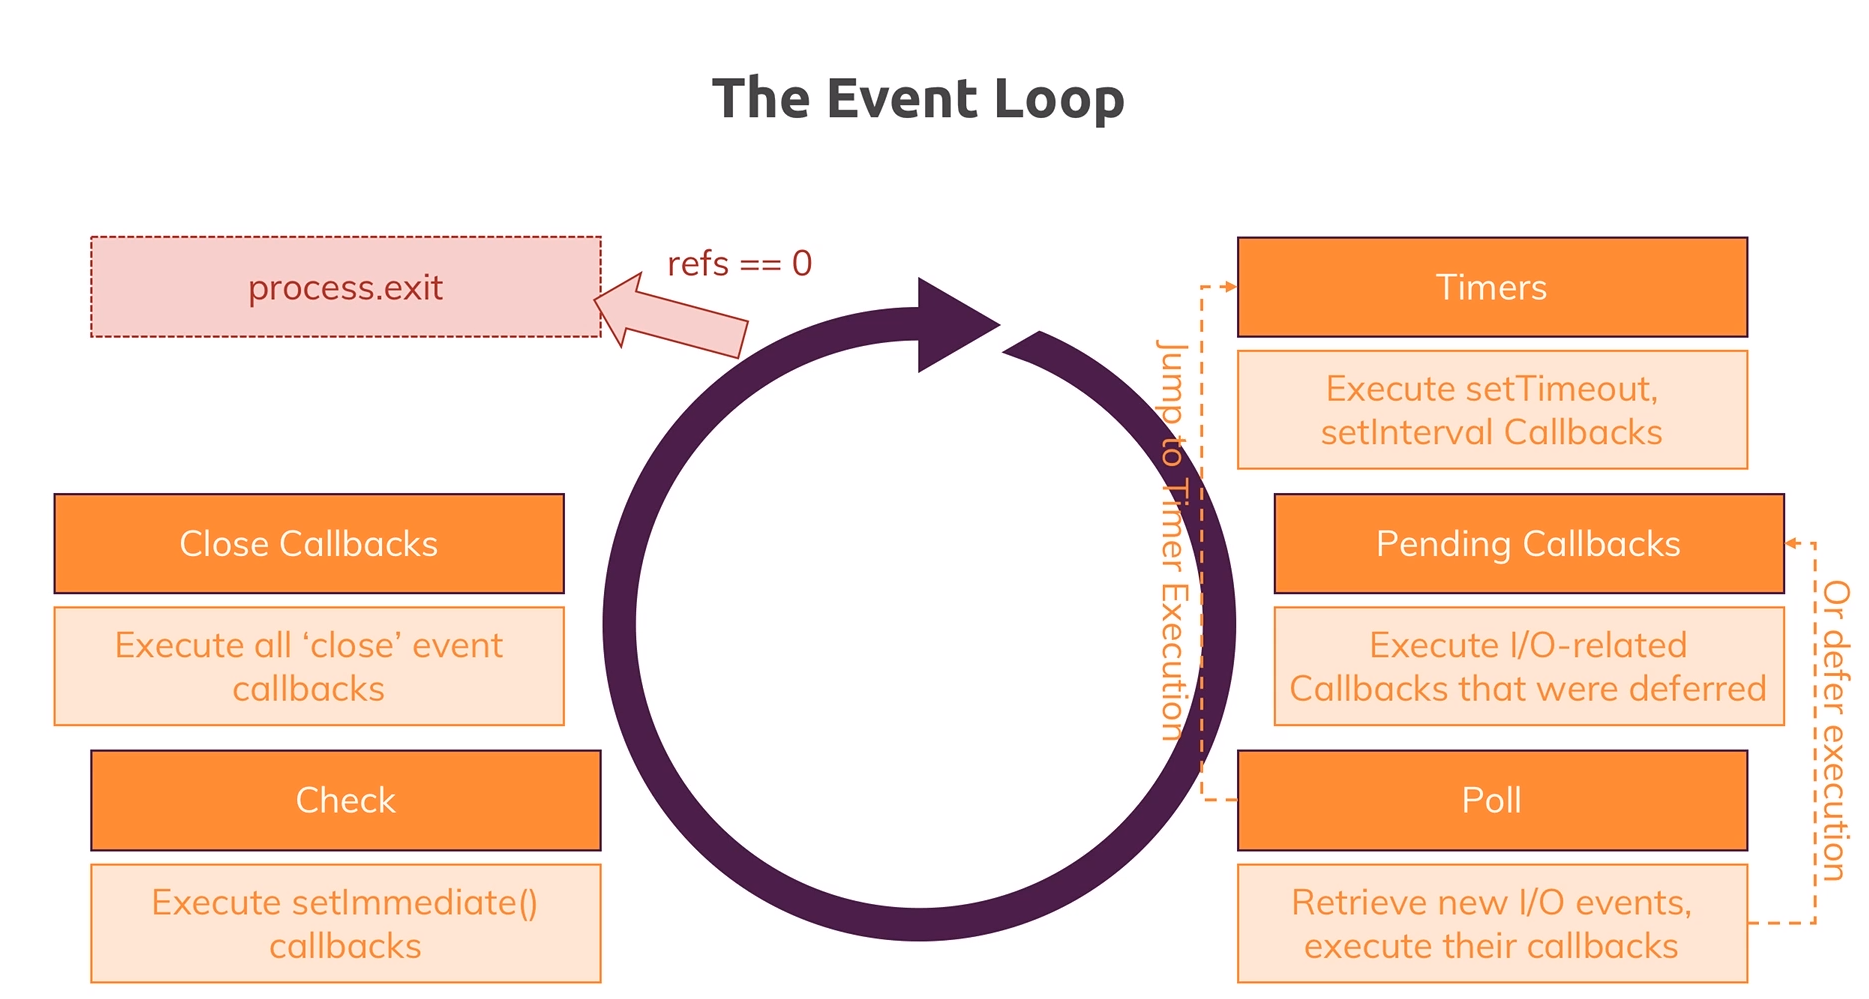 The Event Loop
process.exit
refs == 0
Timers
Execute setTimeout,
setInterval Callbacks
Jump to Timer Execution
Close Callbacks
Execute all ‘close’ event
callbacks
Pending Callbacks
Execute I/O-related
Callbacks that were deferred
Or defer execution
Check
Execute setImmediate()
callbacks
Poll
Retrieve new I/O events,
execute their callbacks